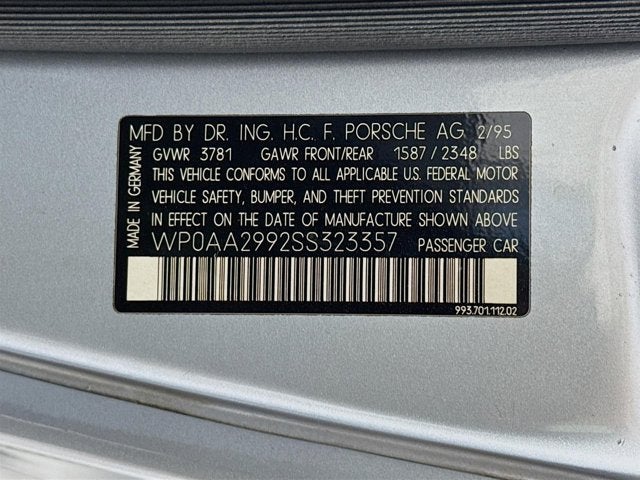 MFD BY DR. ING. H.C. F. PORSCHE AG 2/95
GVWR 3781 GAWR FRONT/REAR 1587/2348 LBS
THIS VEHICLE CONFORMS TO ALL APPLICABLE U.S. FEDERAL MOTOR
VEHICLE SAFETY, BUMPER, AND THEFT PREVENTION STANDARDS
IN EFFECT ON THE DATE OF MANUFACTURE SHOWN ABOVE.
WP0AA2992SS323357 PASSENGER CAR
993.701.112.02
MADE IN GERMANY